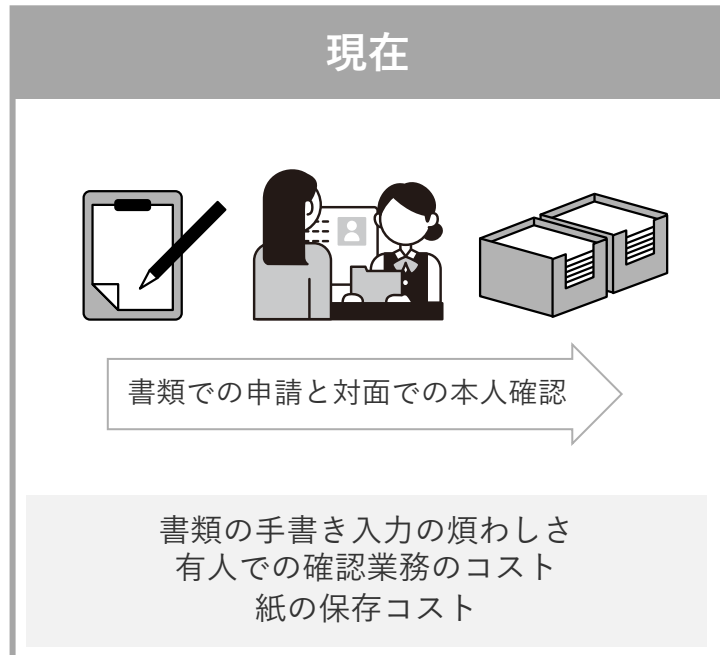 現在
書類での申請と対面での本人確認
書類の手書き入力の煩わしさ
有人での確認業務のコスト
紙の保存コスト